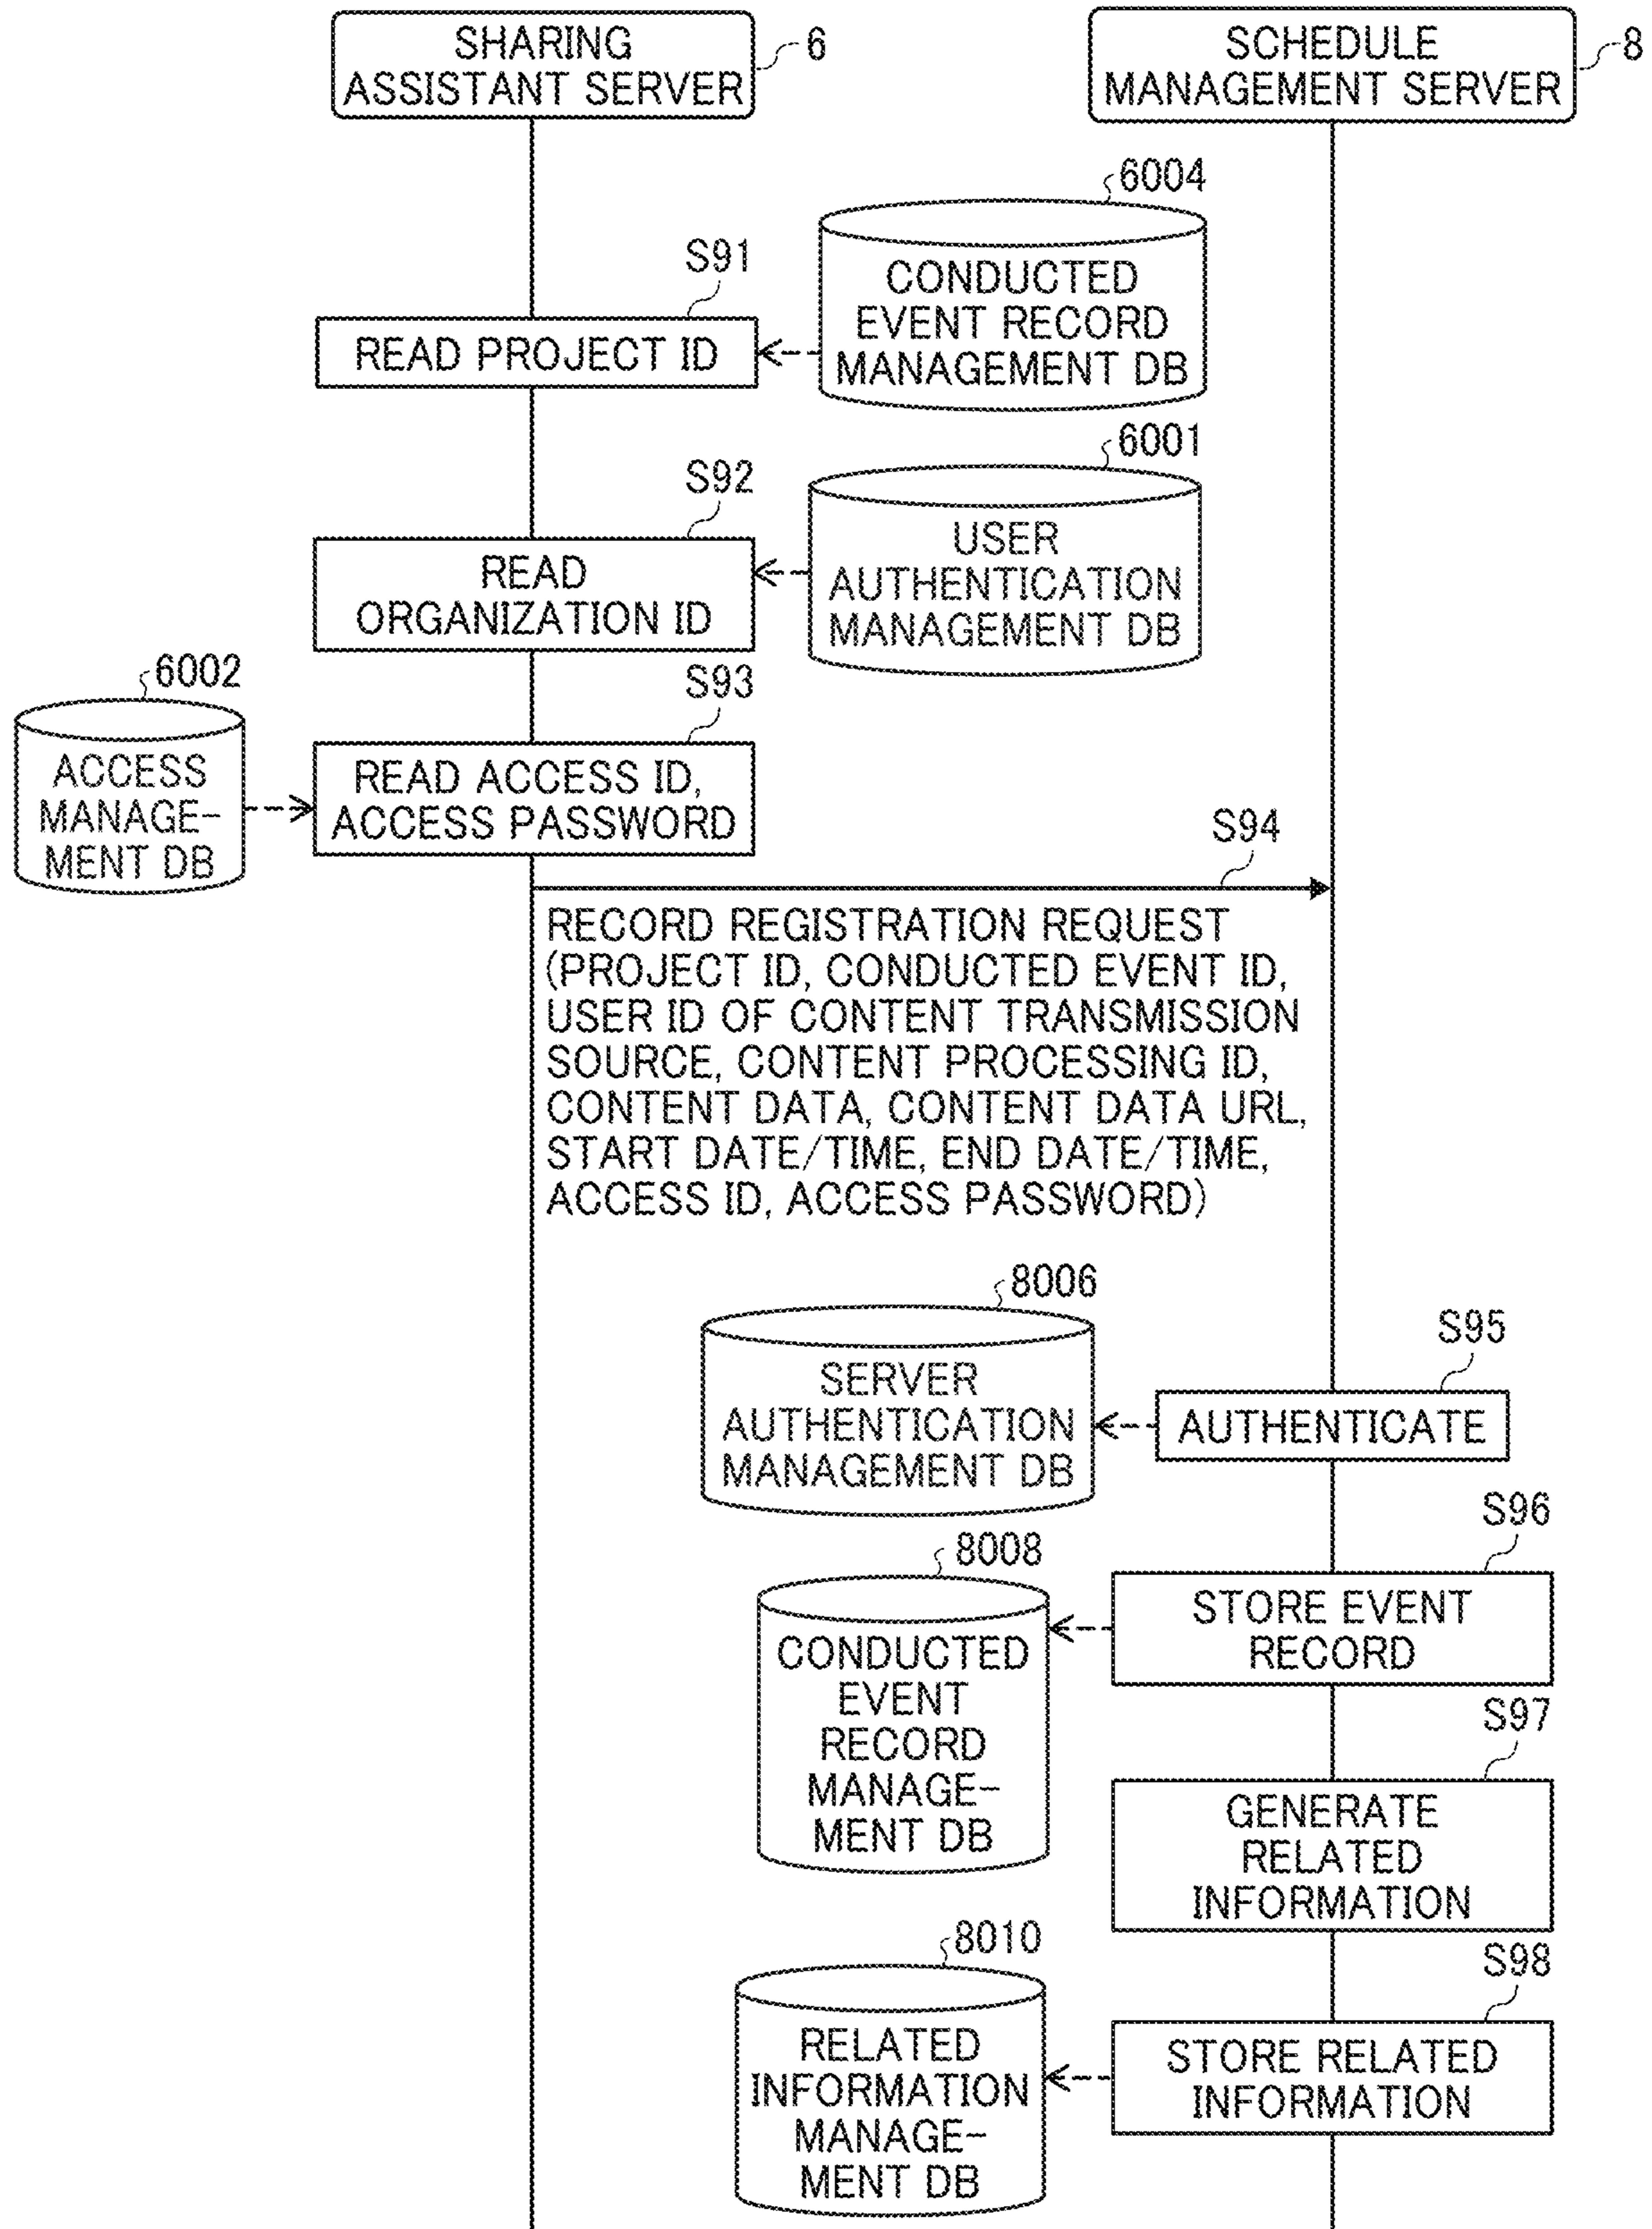 SHARING
ASSISTANT SERVER
6
SCHEDULE
MANAGEMENT SERVER
8
6004
CONDUCTED
EVENT RECORD
MANAGEMENT DB
S91
READ PROJECT ID
6001
USER
AUTHENTICATION
MANAGEMENT DB
S92
READ
ORGANIZATION ID
6002
ACCESS
MANAGE-
MENT DB
S93
READ ACCESS ID,
ACCESS PASSWORD
S94
RECORD REGISTRATION REQUEST
(PROJECT ID, CONDUCTED EVENT ID,
USER ID OF CONTENT TRANSMISSION
SOURCE, CONTENT PROCESSING ID,
CONTENT DATA, CONTENT DATA URL,
START DATE/TIME, END DATE/TIME,
ACCESS ID, ACCESS PASSWORD)
8006
SERVER
AUTHENTICATION
MANAGEMENT DB
S95
AUTHENTICATE
8008
CONDUCTED
EVENT
RECORD
MANAGE-
MENT DB
S96
STORE EVENT
RECORD
S97
GENERATE
RELATED
INFORMATION
8010
RELATED
INFORMATION
MANAGE-
MENT DB
S98
STORE RELATED
INFORMATION